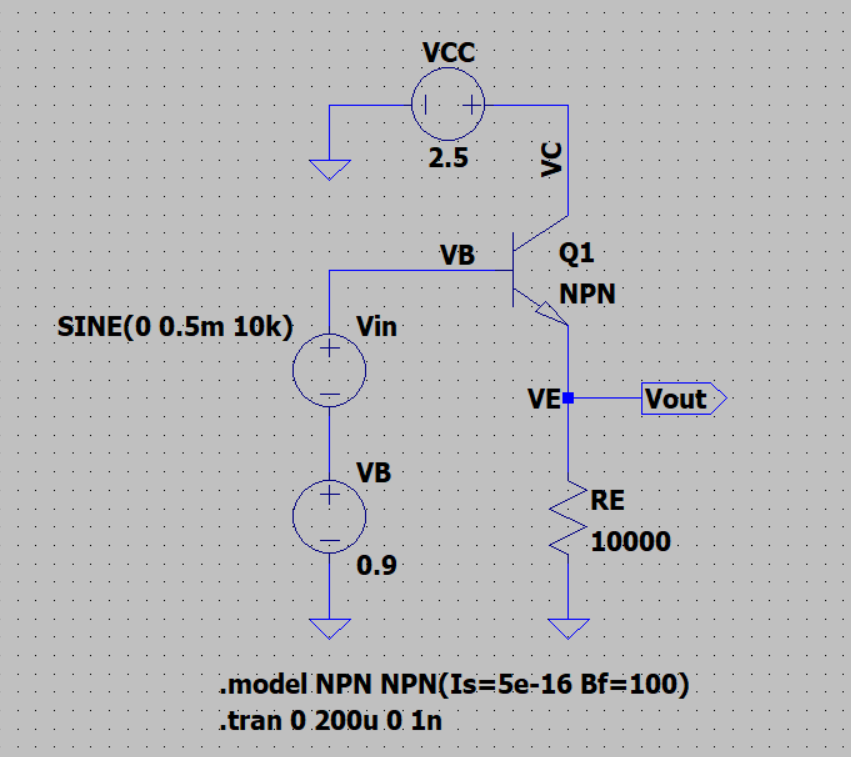 VCC
2.5
VC
VB
Q1
NPN
SINE(0 0.5m 10k)
Vin
VE
Vout
VB
0.9
RE
10000
.model NPN NPN(Is=5e-16 Bf=100)
.tran 0 200u 0 1n